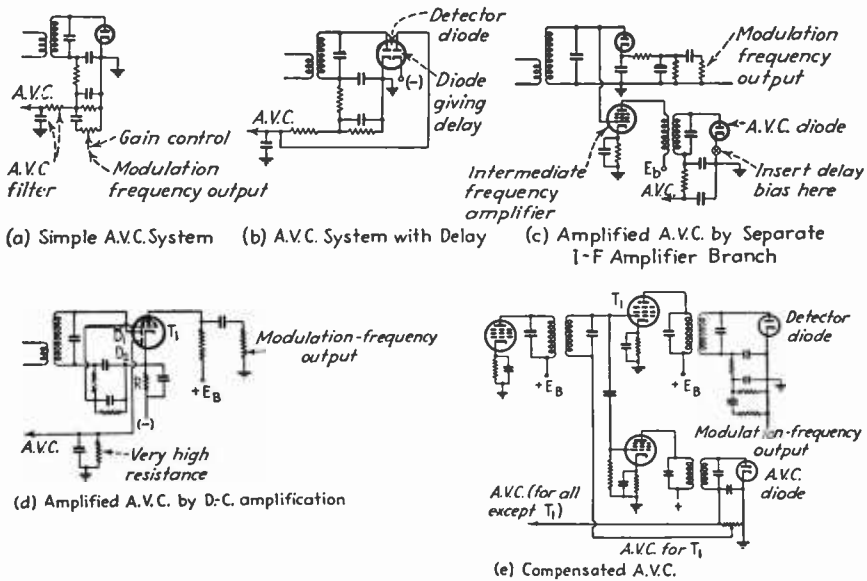 A.V.C.
A.V.C.
filter
Gain control
Modulation
frequency output
(a) Simple A.V.C. System
Detector
diode
Diode
giving
delay
(-)
A.V.C.
(b) A.V.C. System with Delay
Modulation
frequency
output
A.V.C. diode
Intermediate
frequency
amplifier
Eb
A.V.C.
Insert delay
bias here
(c) Amplified A.V.C. by Separate
I-F Amplifier Branch
D1
D2
T1
Modulation-frequency
output
+EB
(-)
A.V.C.
Very high
resistance
(d) Amplified A.V.C. by D.-C. amplification
T1
Detector
diode
+EB
+EB
Modulation-frequency
output
A.V.C.
diode
+
A.V.C. (for all
except T1)
A.V.C. for T1
(e) Compensated A.V.C.